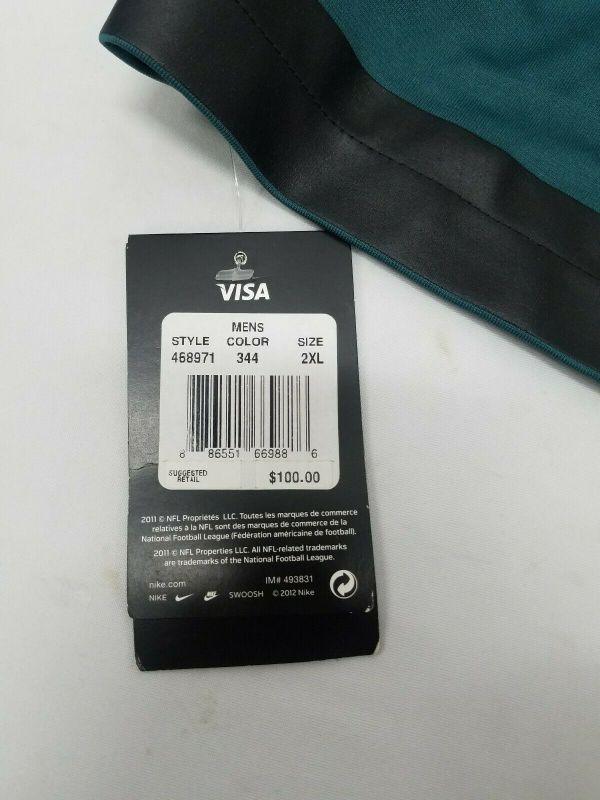 VISA
MENS
STYLE COLOR SIZE
468971 344 2XL
8 86551 66988 6
SUGGESTED
RETAIL
$100.00
2011 © NFL Propriétés LLC. Toutes les marques de commerce
relatives à la NFL sont des marques de commerce de la
National Football League (Fédération américaine de football).
2011 © NFL Properties LLC. All NFL-related trademarks
are trademarks of the National Football League.
nike.com IM# 493831
NIKE SWOOSH © 2012 Nike